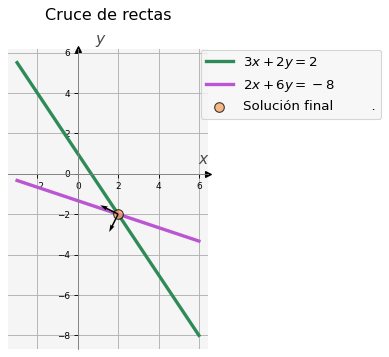 Cruce de rectas
y
3x + 2y = 2
2x + 6y = −8
Solución final .
6
4
2
0
−2
−4
−6
−8
−2 0 2 4 6
x